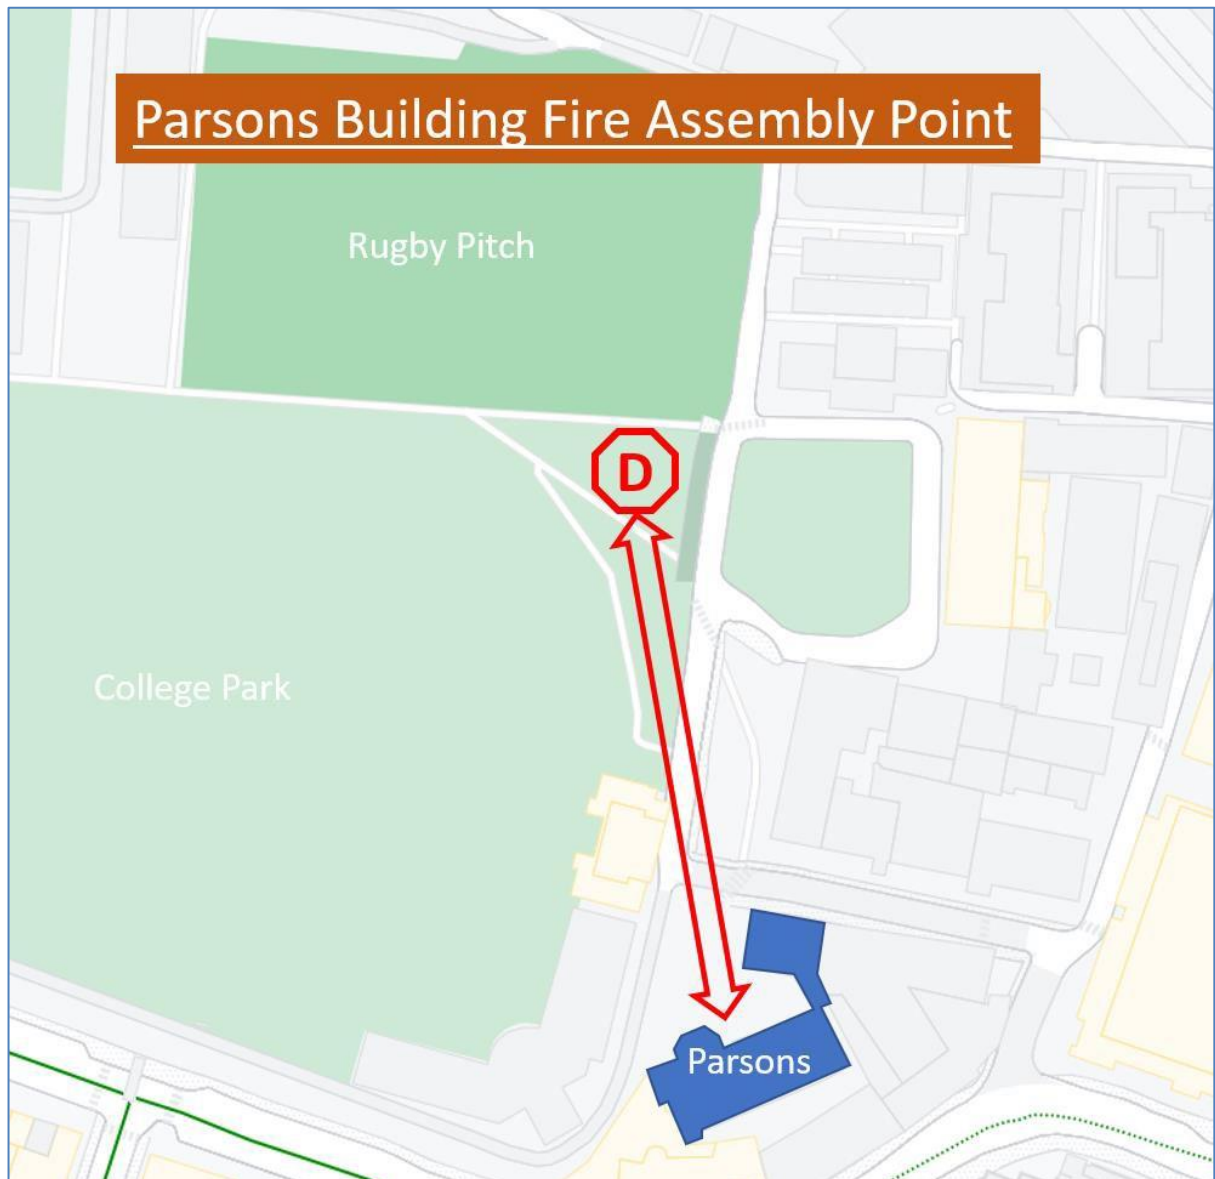 Parsons Building Fire Assembly Point
Rugby Pitch
D
College Park
Parsons